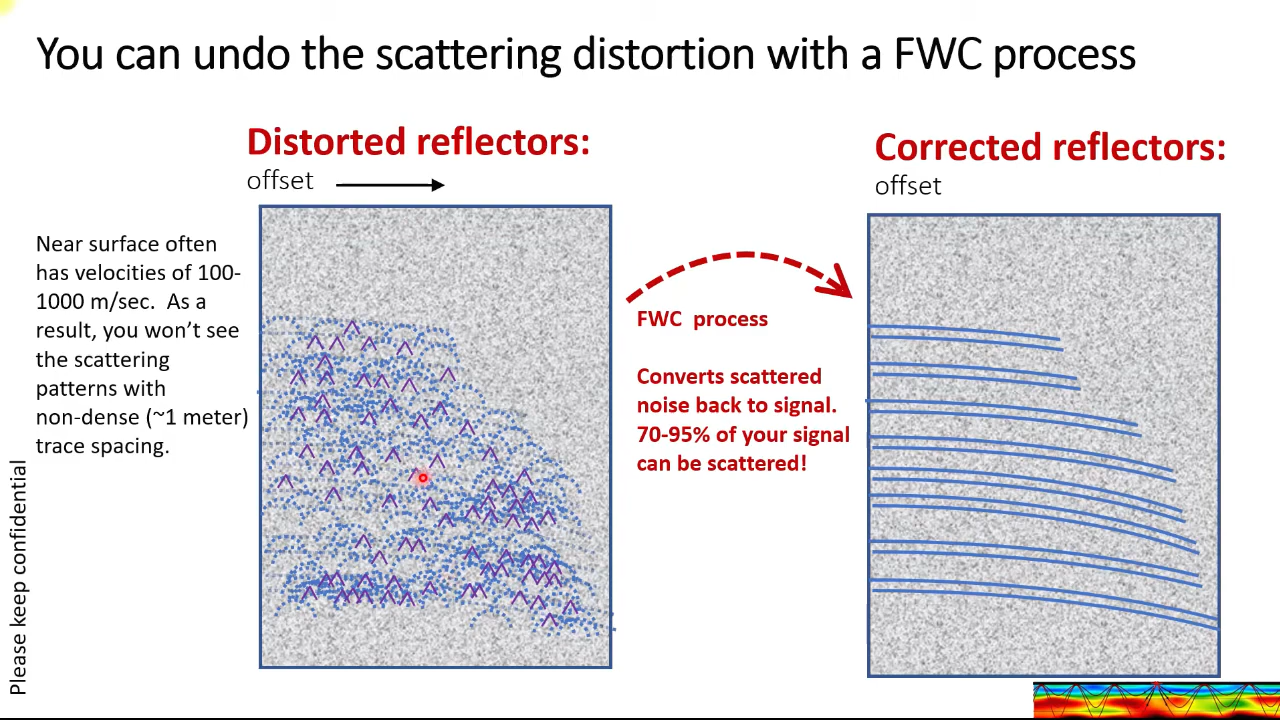 You can undo the scattering distortion with a FWC process
Distorted reflectors:
offset
Corrected reflectors:
offset
Near surface often
has velocities of 100-
1000 m/sec.  As a
result, you won’t see
the scattering
patterns with
non-dense (~1 meter)
trace spacing.
FWC  process
Converts scattered
noise back to signal.
70-95% of your signal
can be scattered!
Please keep confidential